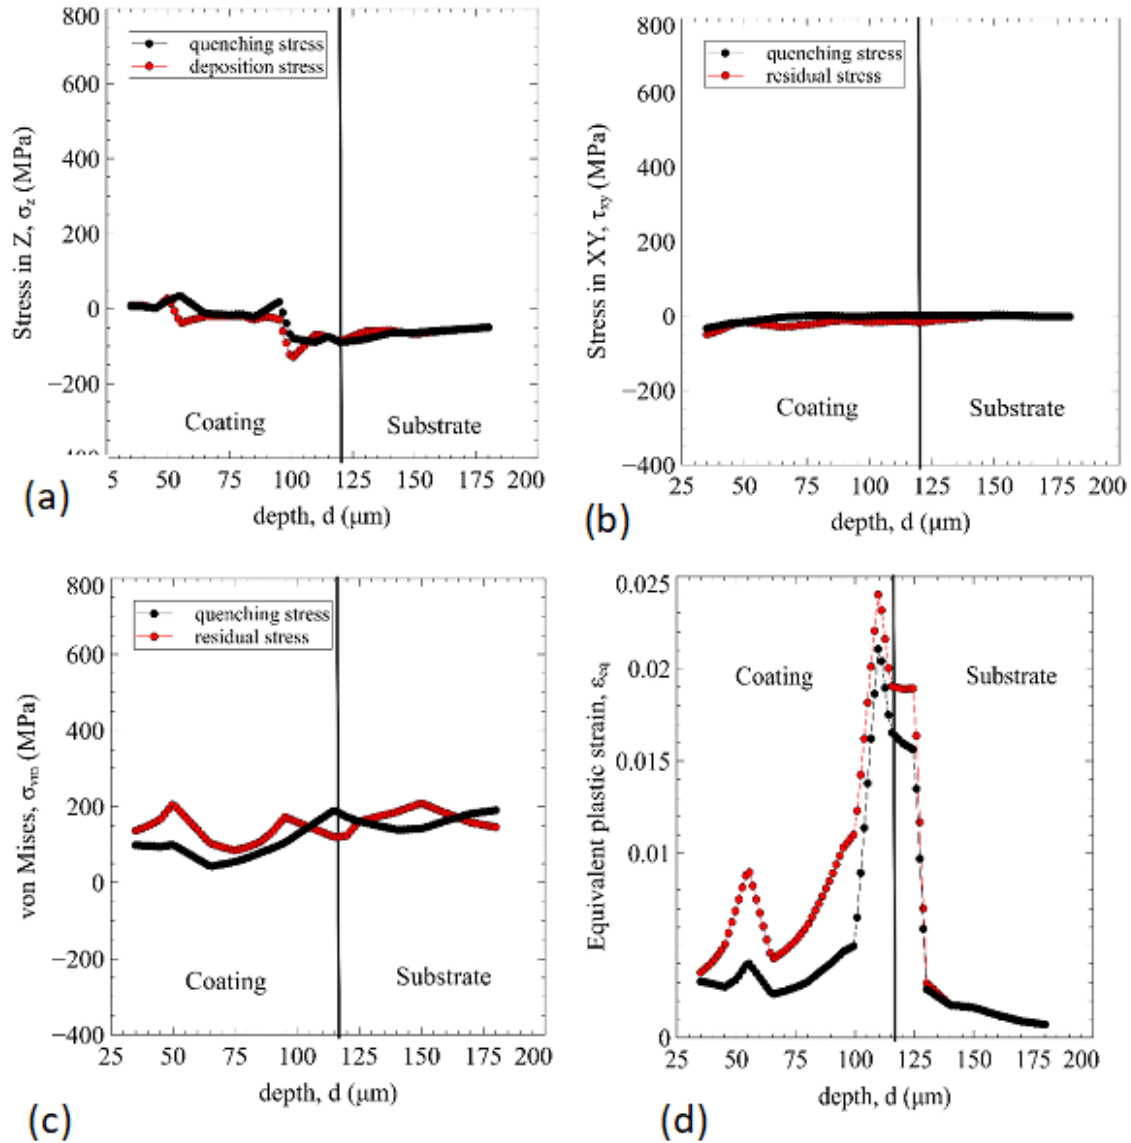 800
600
400
200
0
−200
Stress in Z, σz (MPa)
quenching stress
deposition stress
Coating
Substrate
5 50 75 100 125 150 175 200
depth, d (μm)
(a)
800
600
400
200
0
−200
−400
Stress in XY, τxy (MPa)
quenching stress
residual stress
Coating
Substrate
25 50 75 100 125 150 175 200
depth, d (μm)
(b)
800
600
400
200
0
−200
−400
von Mises, σvm (MPa)
quenching stress
residual stress
Coating
Substrate
25 50 75 100 125 150 175 200
depth, d (μm)
(c)
0.025
0.02
0.015
0.01
0
Equivalent plastic strain, εeq
Coating
Substrate
25 50 75 100 125 150 175 200
depth, d (μm)
(d)